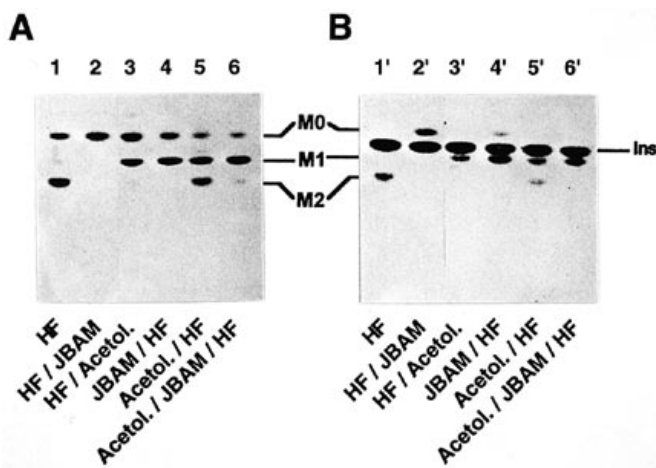 A
B
1 2 3 4 5 6
1' 2' 3' 4' 5' 6'
M0
M1
M2
Ins
HF
HF / JBAM
HF / Acetol.
JBAM / HF
Acetol. / HF
Acetol. / JBAM / HF
HF
HF / JBAM
HF / Acetol.
JBAM / HF
Acetol. / HF
Acetol. / JBAM / HF